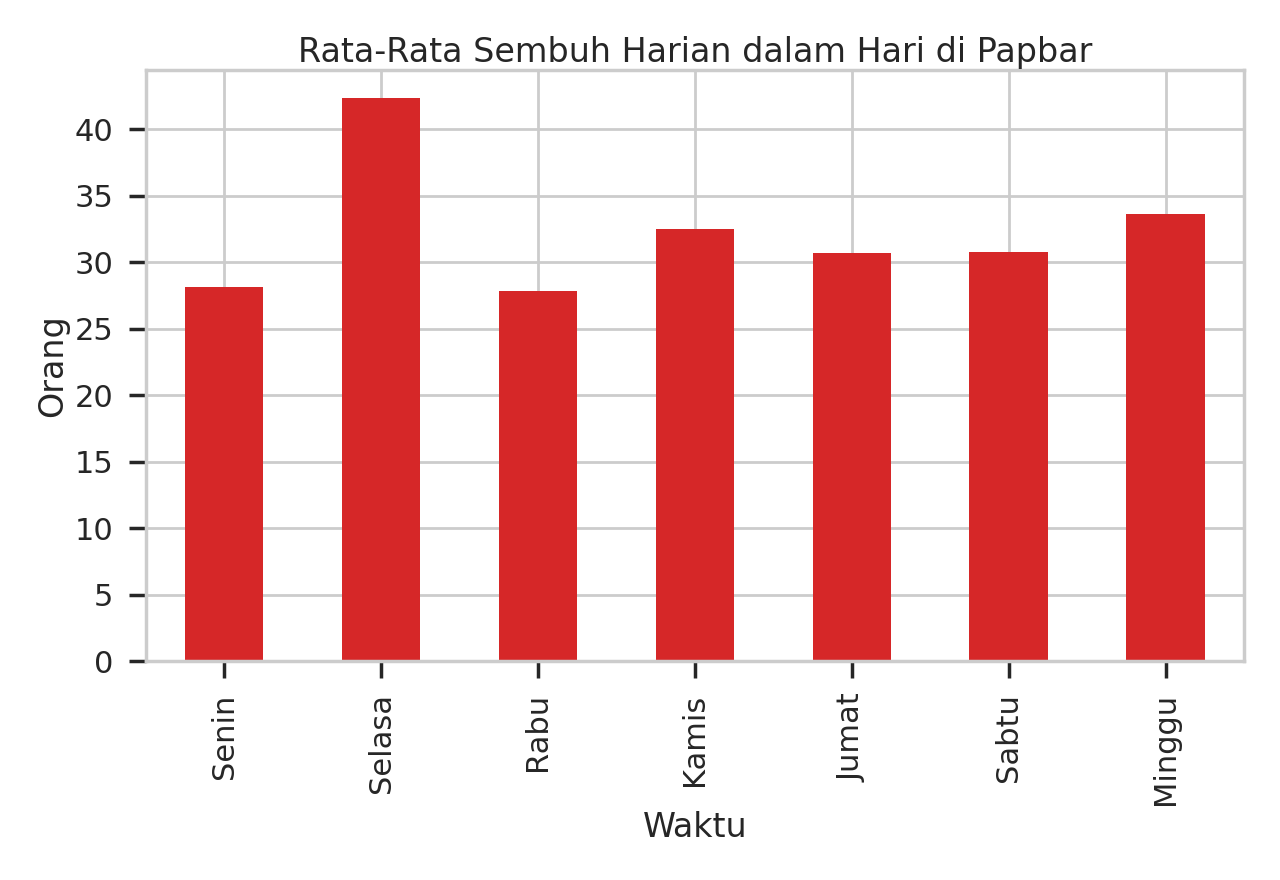 Rata-Rata Sembuh Harian dalam Hari di Papbar
40
35
30
25
20
15
10
5
0
Orang
Senin
Selasa
Rabu
Kamis
Jumat
Sabtu
Minggu
Waktu